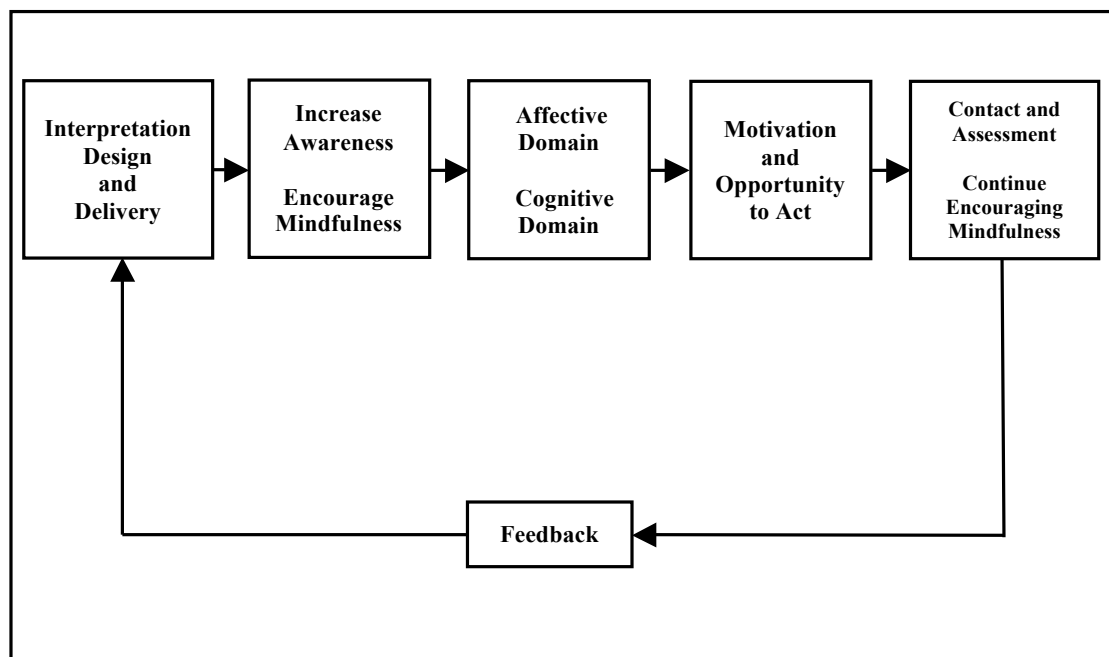 Interpretation
Design
and
Delivery
Increase
Awareness
Encourage
Mindfulness
Affective
Domain
Cognitive
Domain
Motivation
and
Opportunity
to Act
Contact and
Assessment
Continue
Encouraging
Mindfulness
Feedback